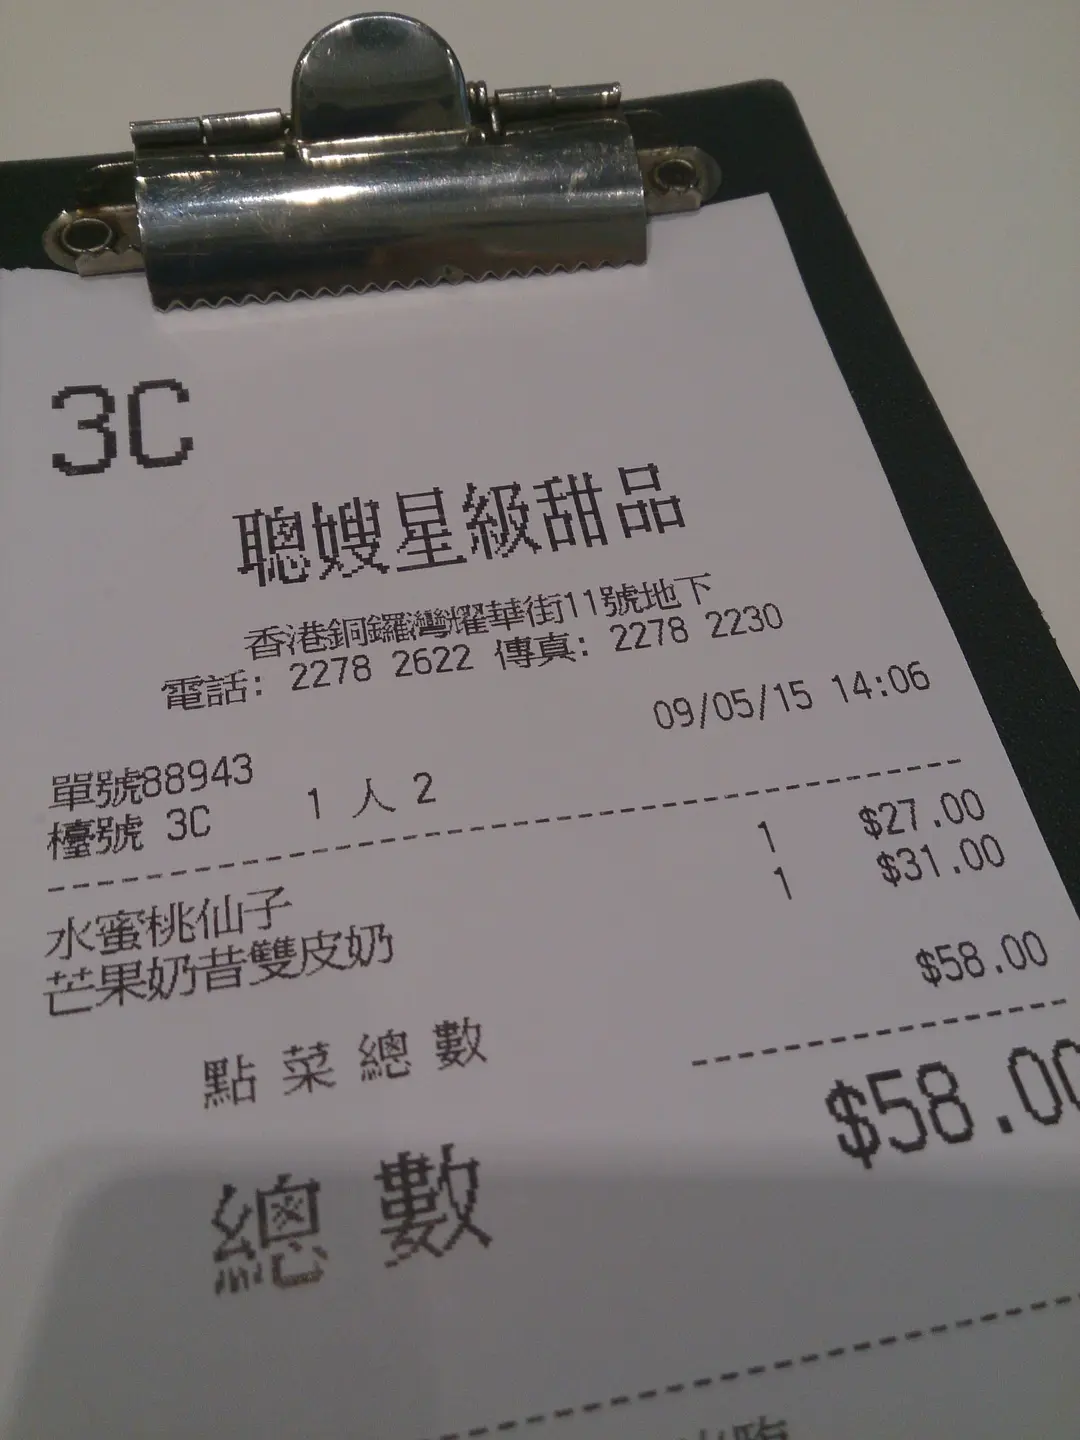 3C
聰嫂星級甜品
香港銅鑼灣耀華街11號地下
電話: 2278 2622 傳真: 2278 2230
09/05/15 14:06
單號88943
檯號 3C 1 人 2
水蜜桃仙子 1 $27.00
芒果奶昔雙皮奶 1 $31.00
點菜總數 $58.00
總數 $58.00